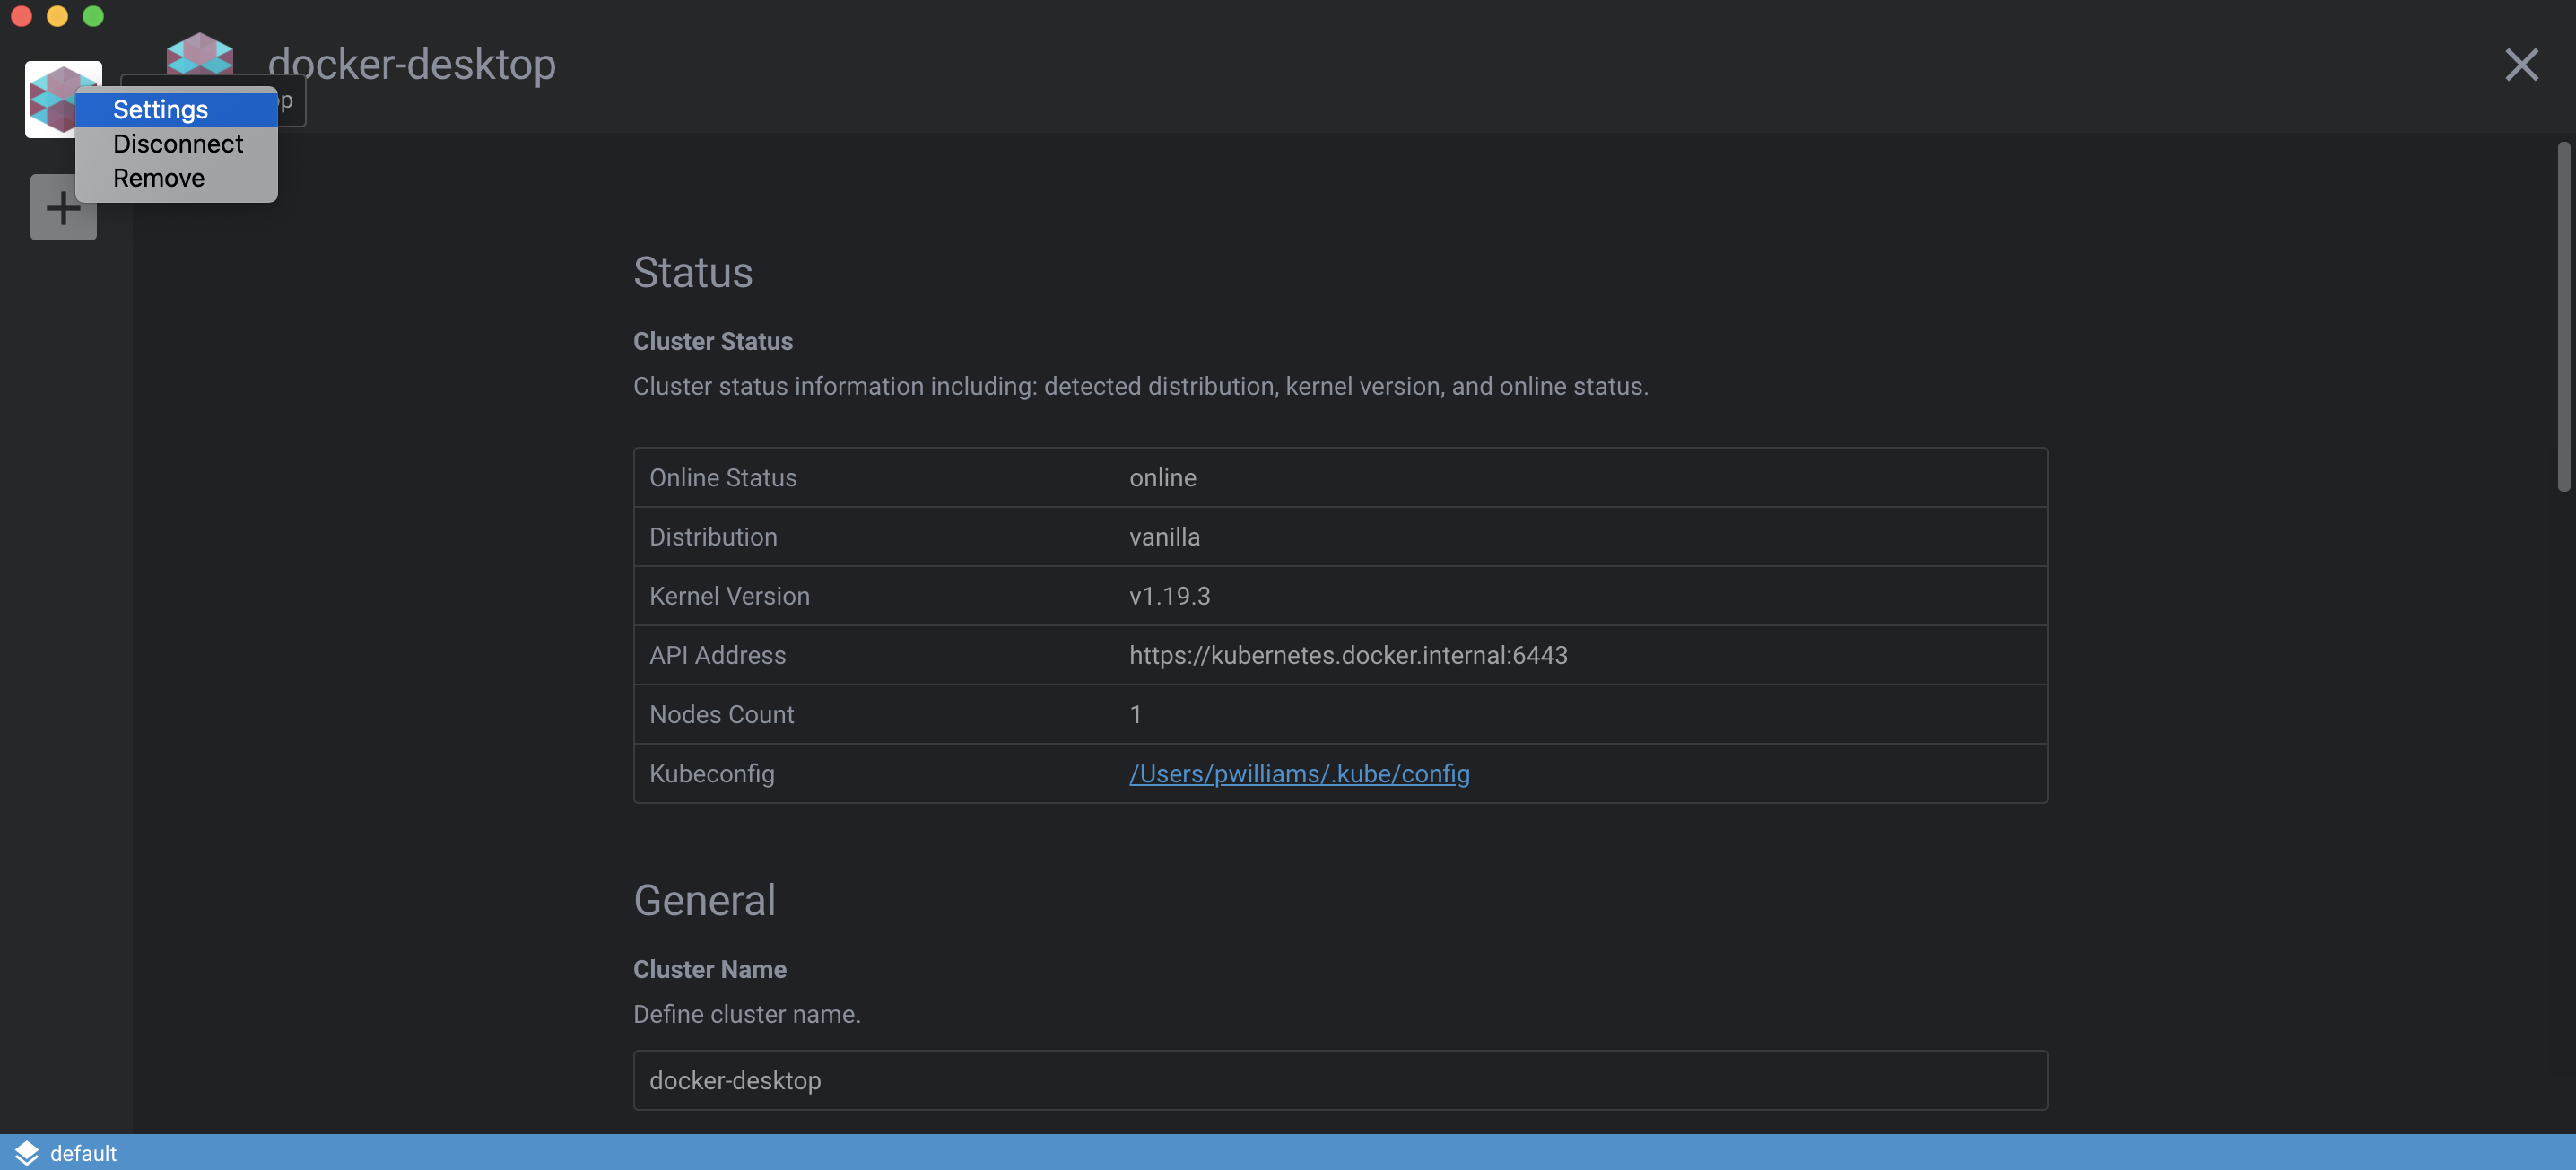 docker-desktop
op
Settings
Disconnect
Remove
Status
Cluster Status
Cluster status information including: detected distribution, kernel version, and online status.
Online Status online
Distribution vanilla
Kernel Version v1.19.3
API Address https://kubernetes.docker.internal:6443
Nodes Count 1
Kubeconfig /Users/pwilliams/.kube/config
General
Cluster Name
Define cluster name.
docker-desktop
default